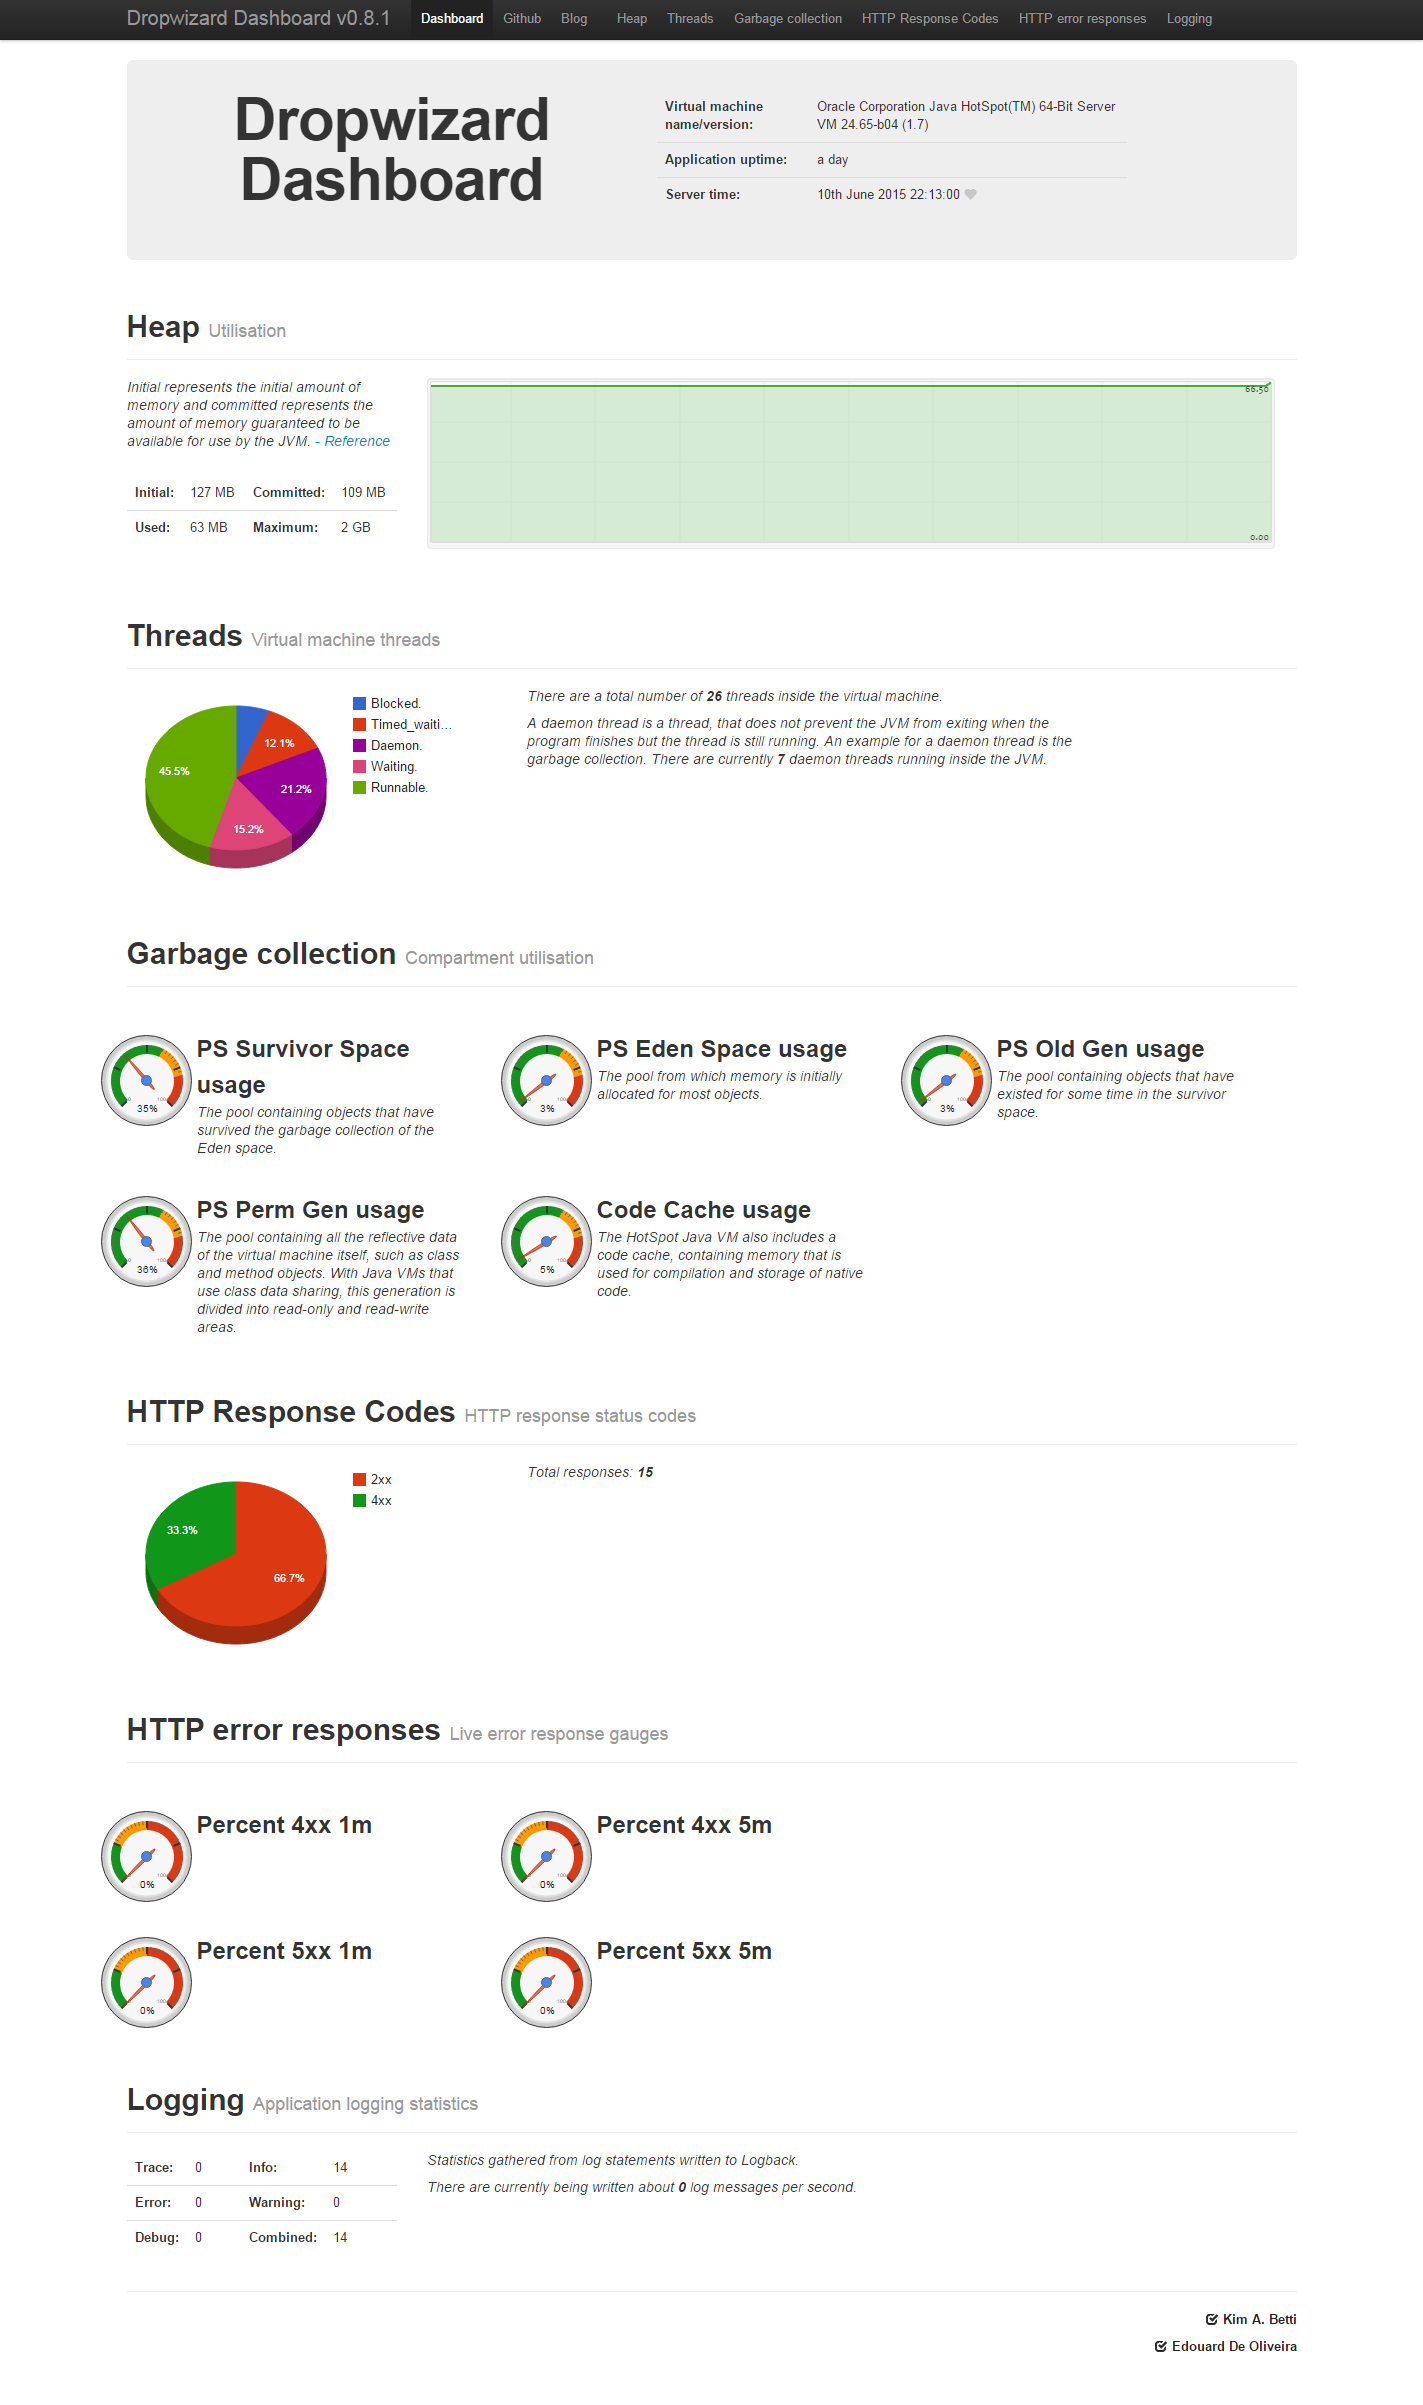 Dropwizard Dashboard v0.8.1 Dashboard Github Blog Heap Threads Garbage collection HTTP Response Codes HTTP error responses Logging
Dropwizard
Dashboard
Virtual machine
name/version:
Oracle Corporation Java HotSpot(TM) 64-Bit Server
VM 24.65-b04 (1.7)
Application uptime: a day
Server time: 10th June 2015 22:13:00
Heap Utilisation
Initial represents the initial amount of
memory and committed represents the
amount of memory guaranteed to be
available for use by the JVM. - Reference
Initial: 127 MB Committed: 109 MB
Used: 63 MB Maximum: 2 GB
66.50
0.00
Threads Virtual machine threads
12.1%
45.5%
21.2%
15.2%
Blocked.
Timed_waiti...
Daemon.
Waiting.
Runnable.
There are a total number of 26 threads inside the virtual machine.
A daemon thread is a thread, that does not prevent the JVM from exiting when the
program finishes but the thread is still running. An example for a daemon thread is the
garbage collection. There are currently 7 daemon threads running inside the JVM.
Garbage collection Compartment utilisation
0 100
35%
PS Survivor Space
usage
The pool containing objects that have
survived the garbage collection of the
Eden space.
0 100
3%
PS Eden Space usage
The pool from which memory is initially
allocated for most objects.
0 100
3%
PS Old Gen usage
The pool containing objects that have
existed for some time in the survivor
space.
0 100
36%
PS Perm Gen usage
The pool containing all the reflective data
of the virtual machine itself, such as class
and method objects. With Java VMs that
use class data sharing, this generation is
divided into read-only and read-write
areas.
0 100
5%
Code Cache usage
The HotSpot Java VM also includes a
code cache, containing memory that is
used for compilation and storage of native
code.
HTTP Response Codes HTTP response status codes
33.3%
66.7%
2xx
4xx
Total responses: 15
HTTP error responses Live error response gauges
100
0%
Percent 4xx 1m
100
0%
Percent 4xx 5m
100
0%
Percent 5xx 1m
100
0%
Percent 5xx 5m
Logging Application logging statistics
Trace: 0 Info: 14
Error: 0 Warning: 0
Debug: 0 Combined: 14
Statistics gathered from log statements written to Logback.
There are currently being written about 0 log messages per second.
Kim A. Betti
Edouard De Oliveira